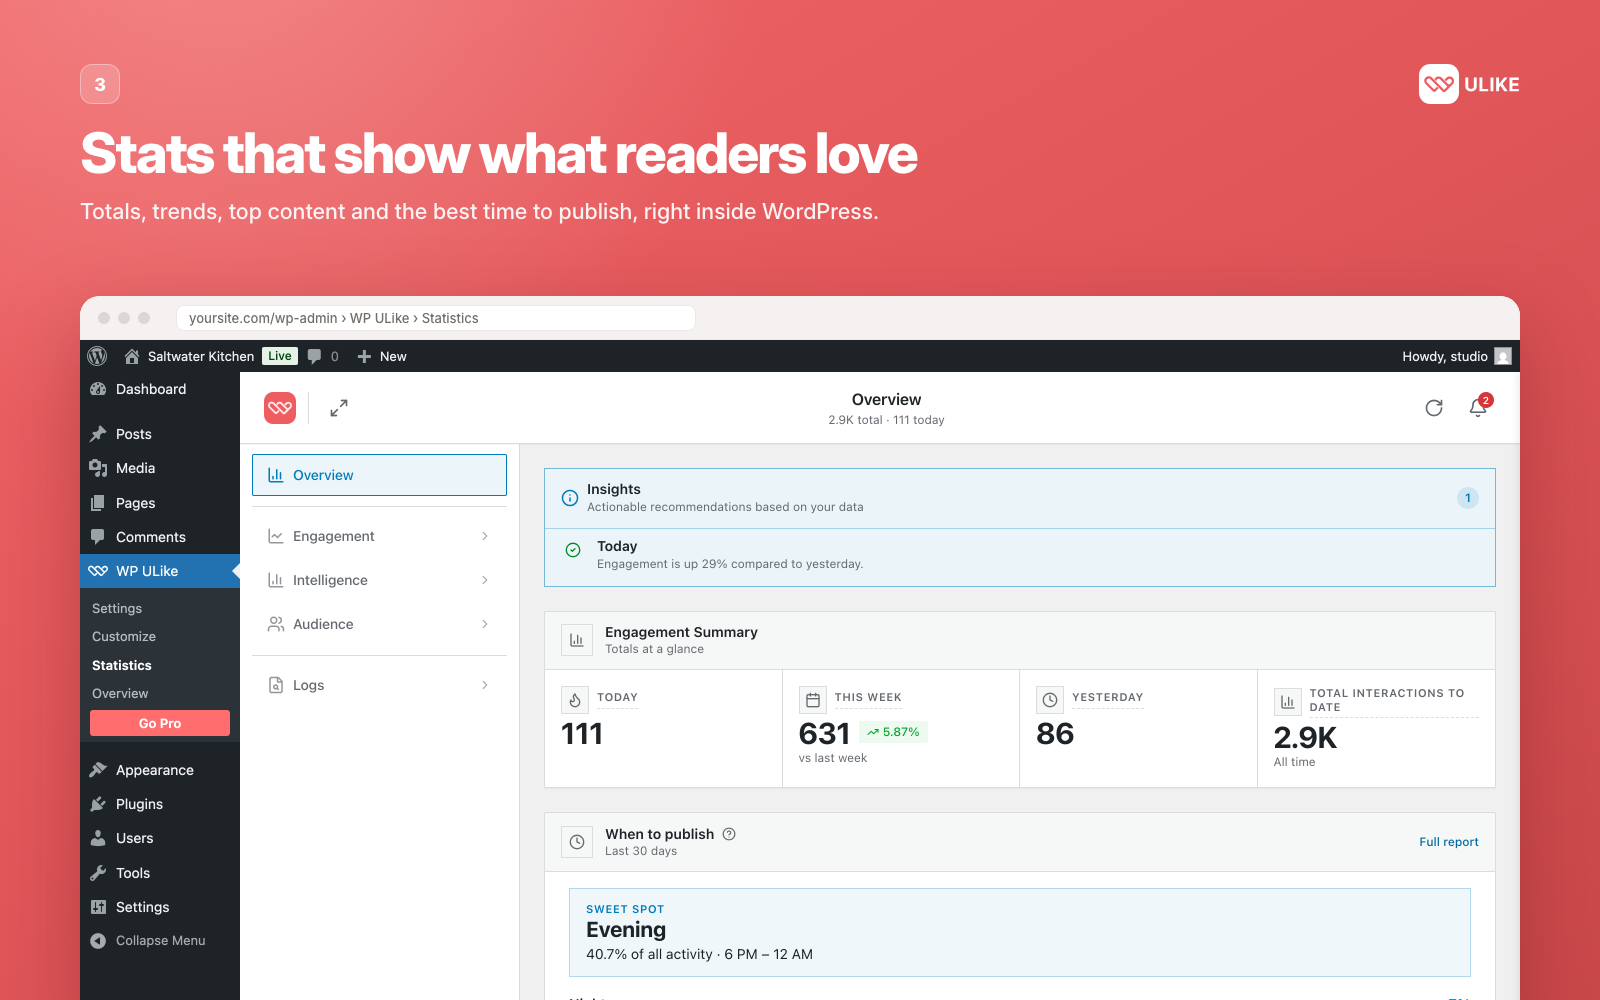 3
ULIKE
Stats that show what readers love
Totals, trends, top content and the best time to publish, right inside WordPress.
yoursite.com/wp-admin › WP ULike › Statistics
Saltwater Kitchen Live 0 New
Howdy, studio
Dashboard
Posts
Media
Pages
Comments
WP ULike
Settings
Customize
Statistics
Overview
Go Pro
Appearance
Plugins
Users
Tools
Settings
Collapse Menu
Overview
2.9K total · 111 today
2
Overview
Engagement
Intelligence
Audience
Logs
Insights
Actionable recommendations based on your data
1
Today
Engagement is up 29% compared to yesterday.
Engagement Summary
Totals at a glance
TODAY
111
THIS WEEK
631 5.87%
vs last week
YESTERDAY
86
TOTAL INTERACTIONS TO
DATE
2.9K
All time
When to publish
Last 30 days
Full report
SWEET SPOT
Evening
40.7% of all activity · 6 PM – 12 AM